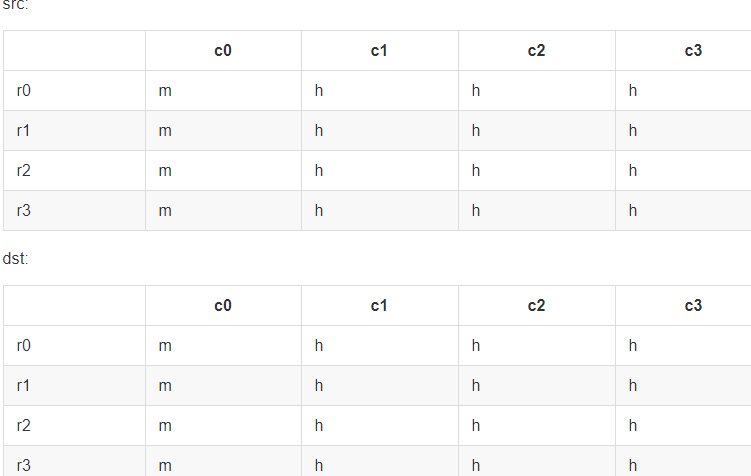 src:
c0 c1 c2 c3
r0 m h h h
r1 m h h h
r2 m h h h
r3 m h h h
dst:
c0 c1 c2 c3
r0 m h h h
r1 m h h h
r2 m h h h
r3 m h h h